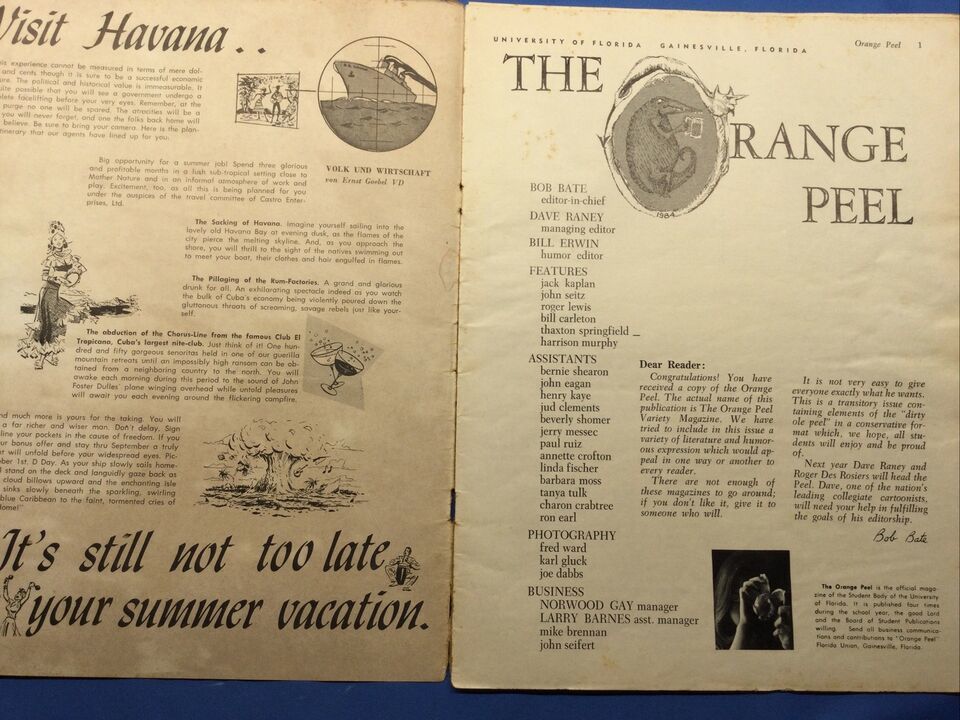 Visit Havana..
is experience cannot be measured in terms of mere dol-
and cents though it is sure to be a successful economic
ure. The political and historical value is immeasurable. It
uite possible that you will see a government undergo a
plete facelifting before your very eyes. Remember, at the
purge no one will be spared. The atrocities will be a
you will never forget, and one the folks back home will
believe. Be sure to bring your camera. Here is the plan-
tinerary that our agents have lined up for you.
VOLK UND WIRTSCHAFT
von Ernst Goebel VD
Big opportunity for a summer job! Spend three glorious
and profitable months in a lush sub-tropical setting close to
Mother Nature and in an informal atmosphere of work and
play. Excitement, too, as all this is being planned for you
under the auspices of the travel committee of Castro Enter-
prises, Ltd.
The Sacking of Havana. Imagine yourself sailing into the
lovely old Havana Bay at evening dusk, as the flames of the
city pierce the melting skyline. And, as you approach the
shore, you will thrill to the sight of the natives swimming out
to meet your boat, their clothes and hair engulfed in flames.
The Pillaging of the Rum-Factories. A grand and glorious
drunk for all. An exhilarating spectacle indeed as you watch
the bulk of Cuba's economy being violently poured down the
gluttonous throats of screaming, savage rebels just like your-
self.
The abduction of the Chorus-Line from the famous Club El
Tropicana, Cuba's largest nite-club. Just think of it! One hun-
dred and fifty gorgeous senoritas held in one of our guerilla
mountain retreats until an impossibly high ransom can be ob-
tained from a neighboring country to the north. You will
awake each morning during this period to the sound of John
Foster Dulles' plane winging overhead while untold pleasures
will await you each evening around the flickering campfire.
nd much more is yours for the taking. You will
a far richer and wiser man. Don't delay. Sign
line your pockets in the cause of freedom. If you
ur bonus offer and stay thru September a truly
r will unfold before your widespread eyes. Pic-
ber 1st, D Day. As your ship slowly soils home-
l stand on the deck and languidly gaze back as
cloud billows upward and the enchanting isle
sinks slowly beneath the sparkling, swirling
blue Caribbean to the faint, tormented cries of
Home!"
It's still not too late
your summer vacation.
UNIVERSITY OF FLORIDA GAINESVILLE, FLORIDA
Orange Peel 1
THE
ORANGE
PEEL
1984
BOB BATE
editor-in-chief
DAVE RANEY
managing editor
BILL ERWIN
humor editor
FEATURES
jack kaplan
john seitz
roger lewis
bill carleton
thaxton springfield
harrison murphy
ASSISTANTS
bernie shearon
john eagan
henry kaye
jud clements
beverly shomer
jerry messec
paul ruiz
annette crofton
linda fischer
barbara moss
tanya tulk
charon crabtree
ron earl
PHOTOGRAPHY
fred ward
karl gluck
joe dabbs
BUSINESS
NORWOOD GAY manager
LARRY BARNES asst. manager
mike brennan
john seifert
Dear Reader:
Congratulations! You have
received a copy of the Orange
Peel. The actual name of this
publication is The Orange Peel
Variety Magazine. We have
tried to include in this issue a
variety of literature and humor-
ous expression which would ap-
peal in one way or another to
every reader.
There are not enough of
these magazines to go around;
if you don't like it, give it to
someone who will.
It is not very easy to give
everyone exactly what he wants.
This is a transitory issue con-
taining elements of the "dirty
ole peel" in a conservative for-
mat which, we hope, all stu-
dents will enjoy and be proud
of.
Next year Dave Raney and
Roger Des Rosiers will head the
Peel. Dave, one of the nation's
leading collegiate cartoonists,
will need your help in fulfilling
the goals of his editorship.
Bob Bate
The Orange Peel is the official maga-
zine of the Student Body of the University
of Florida. It is published four times
during the school year, the good Lord
and the Board of Student Publications
willing. Send all business communica-
tions and contributions to "Orange Peel"
Florida Union, Gainesville, Florida.